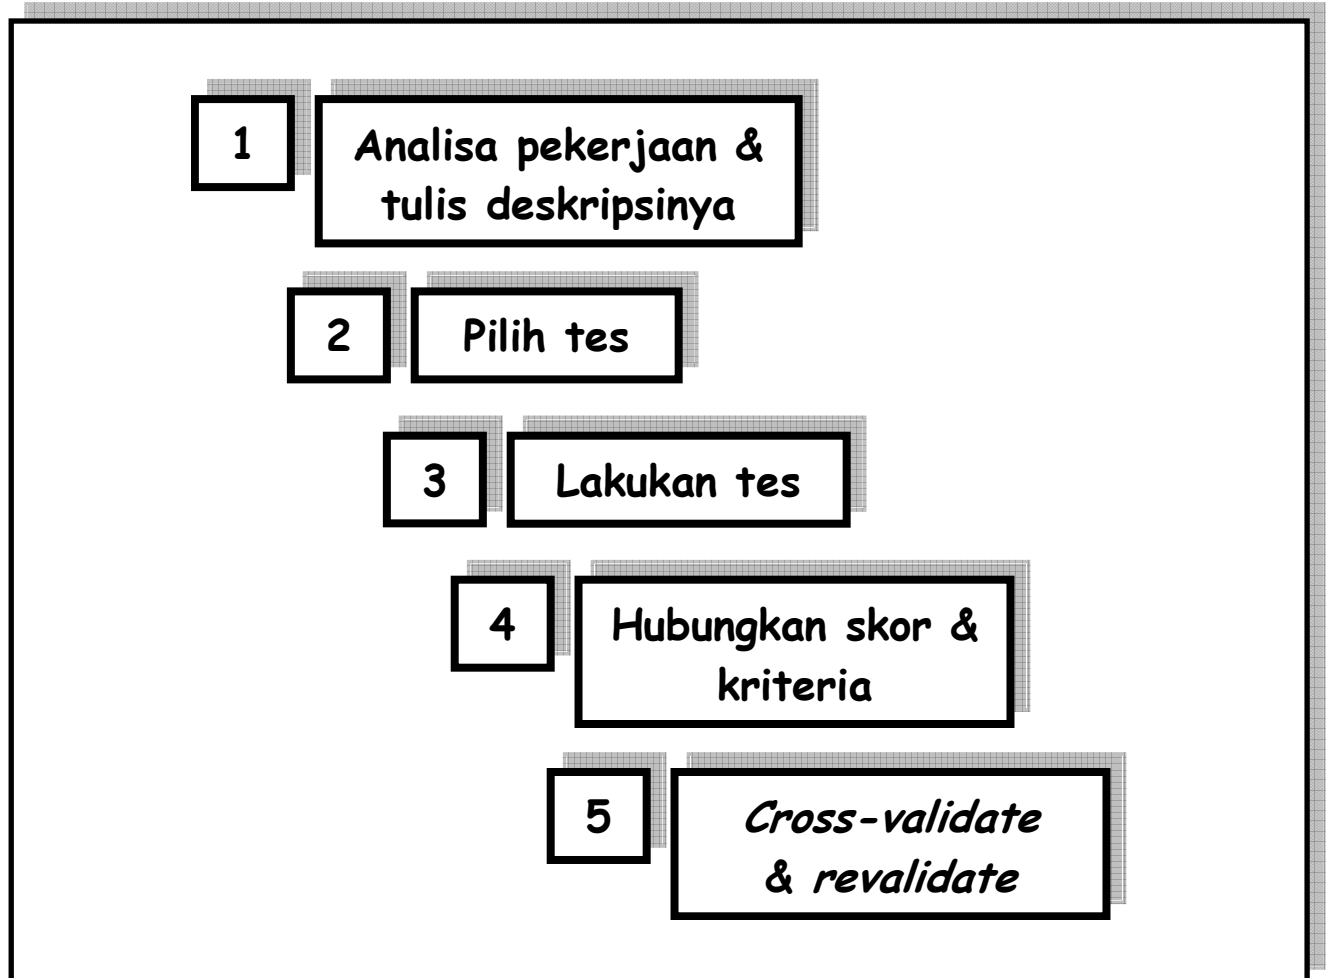 1
Analisa pekerjaan &
tulis deskripsinya
2
Pilih tes
3
Lakukan tes
4
Hubungkan skor &
kriteria
5
Cross-validate
& revalidate